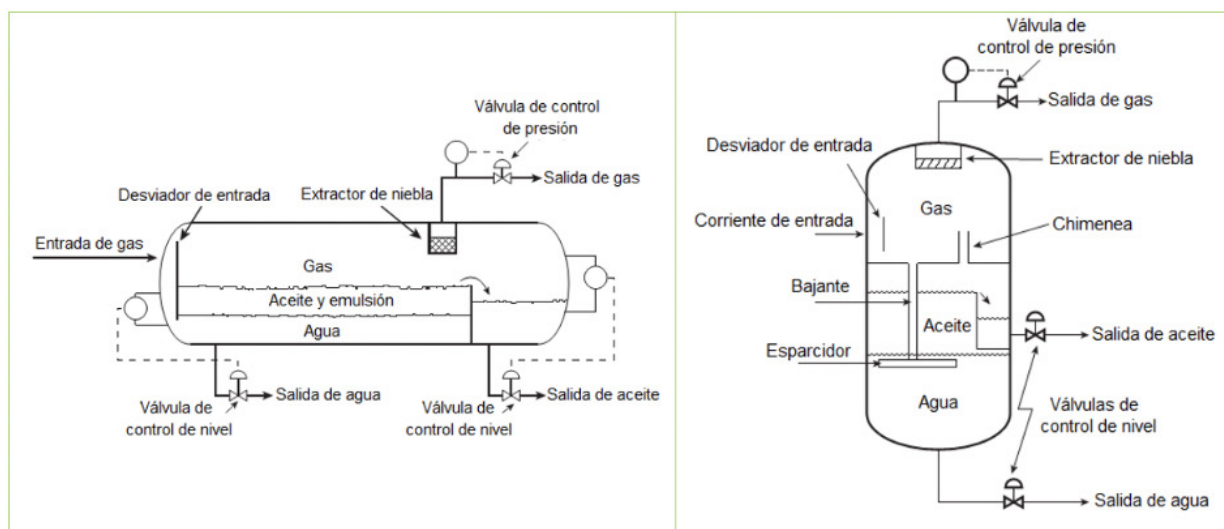 Válvula de control
de presión
Salida de gas
Desviador de entrada
Extractor de niebla
Entrada de gas
Gas
Aceite y emulsión
Agua
Salida de agua
Salida de aceite
Válvula de
control de nivel
Válvula de
control de nivel
Válvula de
control de presión
Salida de gas
Desviador de entrada
Extractor de niebla
Corriente de entrada
Gas
Chimenea
Bajante
Aceite
Salida de aceite
Esparcidor
Agua
Válvulas de
control de nivel
Salida de agua